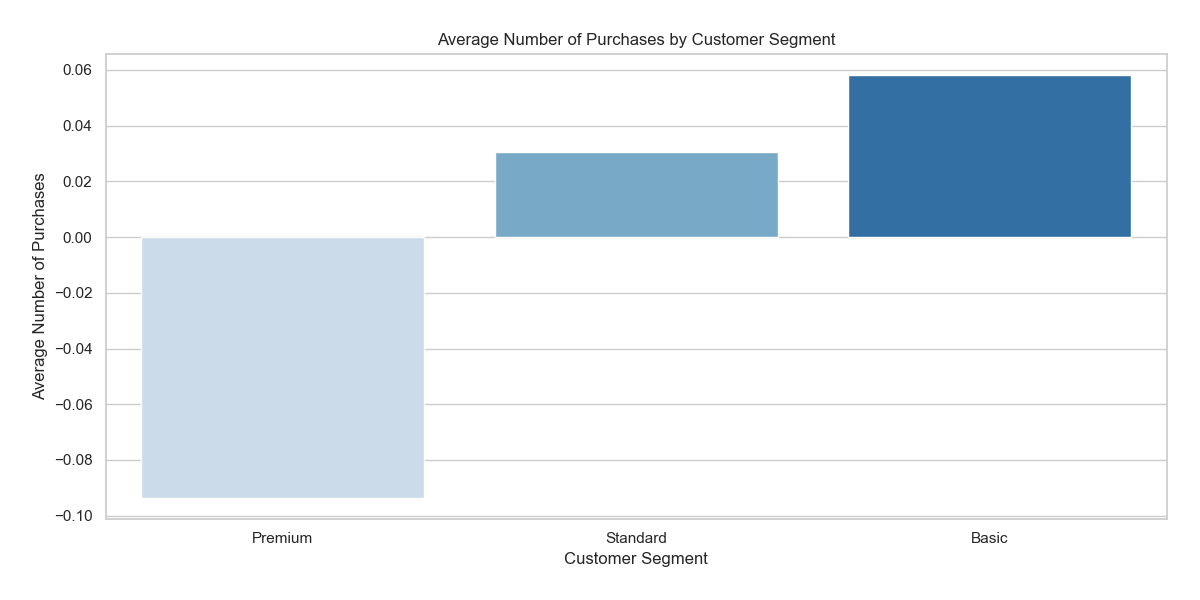 Average Number of Purchases by Customer Segment
Average Number of Purchases
0.06
0.04
0.02
0.00
−0.02
−0.04
−0.06
−0.08
−0.10
Premium
Standard
Basic
Customer Segment